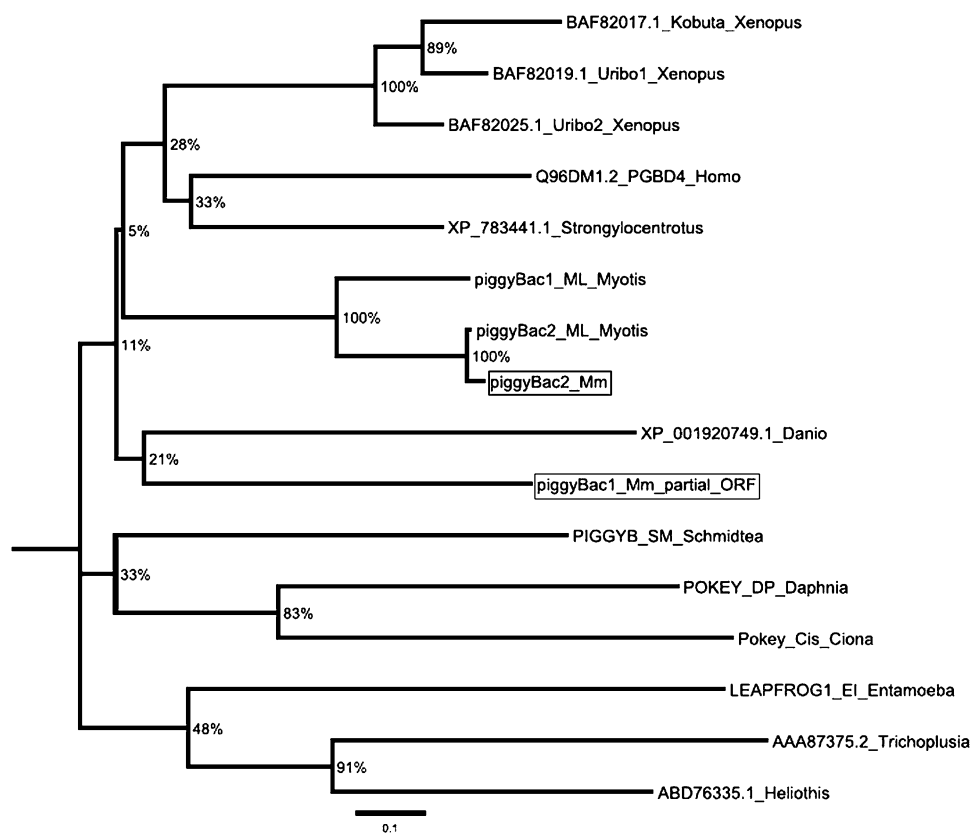 BAF82017.1_Kobuta_Xenopus
89%
BAF82019.1_Uribo1_Xenopus
100%
BAF82025.1_Uribo2_Xenopus
28%
Q96DM1.2_PGBD4_Homo
33%
XP_783441.1_Strongylocentrotus
5%
piggyBac1_ML_Myotis
100%
piggyBac2_ML_Myotis
100%
piggyBac2_Mm
11%
XP_001920749.1_Danio
21%
piggyBac1_Mm_partial_ORF
PIGGYB_SM_Schmidtea
33%
POKEY_DP_Daphnia
83%
Pokey_Cis_Ciona
LEAPFROG1_EI_Entamoeba
48%
AAA87375.2_Trichoplusia
91%
ABD76335.1_Heliothis
0.1